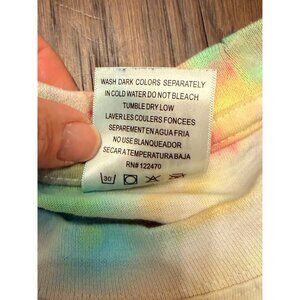 WASH DARK COLORS SEPARATELY
IN COLD WATER DO NOT BLEACH
TUMBLE DRY LOW
LAVER LES COULERS FONCEES
SEPAREMENT EN AGUA FRIA
NO USE BLANQUEADOR
SECAR A TEMPERATURA BAJA
RN# 122470
30